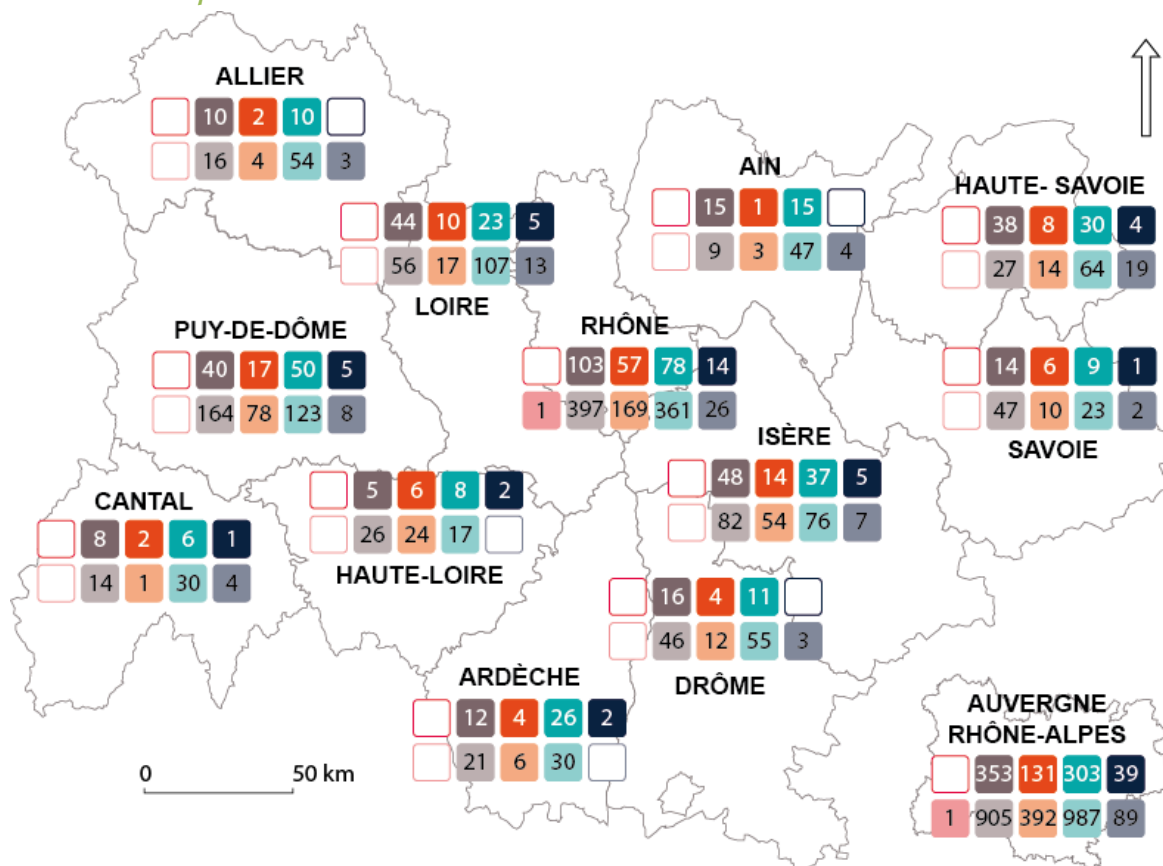 ALLIER
10 2 10
16 4 54 3
AIN
15 1 15
9 3 47 4
HAUTE- SAVOIE
38 8 30 4
27 14 64 19
44 10 23 5
56 17 107 13
LOIRE
PUY-DE-DÔME
40 17 50 5
164 78 123 8
RHÔNE
103 57 78 14
1 397 169 361 26
14 6 9 1
47 10 23 2
SAVOIE
ISÈRE
48 14 37 5
82 54 76 7
CANTAL
8 2 6 1
14 1 30 4
5 6 8 2
26 24 17
HAUTE-LOIRE
16 4 11
46 12 55 3
DRÔME
ARDÈCHE
12 4 26 2
21 6 30
AUVERGNE
RHÔNE-ALPES
353 131 303 39
1 905 392 987 89
0 50 km